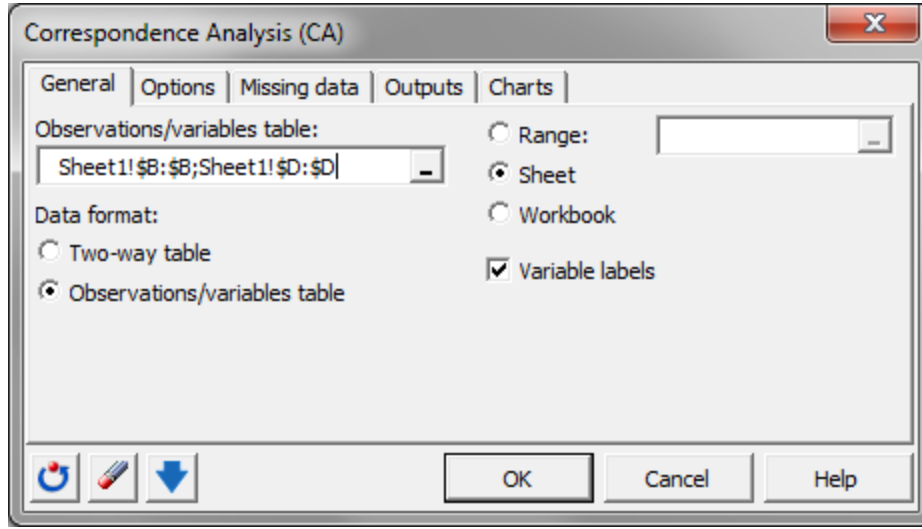 Correspondence Analysis (CA)
General Options Missing data Outputs Charts
Observations/variables table:
Sheet1!$B:$B;Sheet1!$D:$D
Data format:
Two-way table
Observations/variables table
Range:
Sheet
Workbook
Variable labels
OK Cancel Help